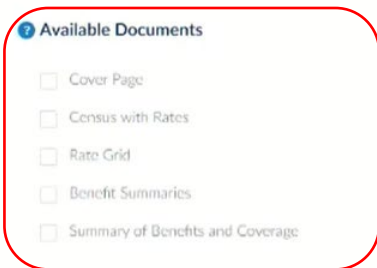 ? Available Documents
Cover Page
Census with Rates
Rate Grid
Benefit Summaries
Summary of Benefits and Coverage